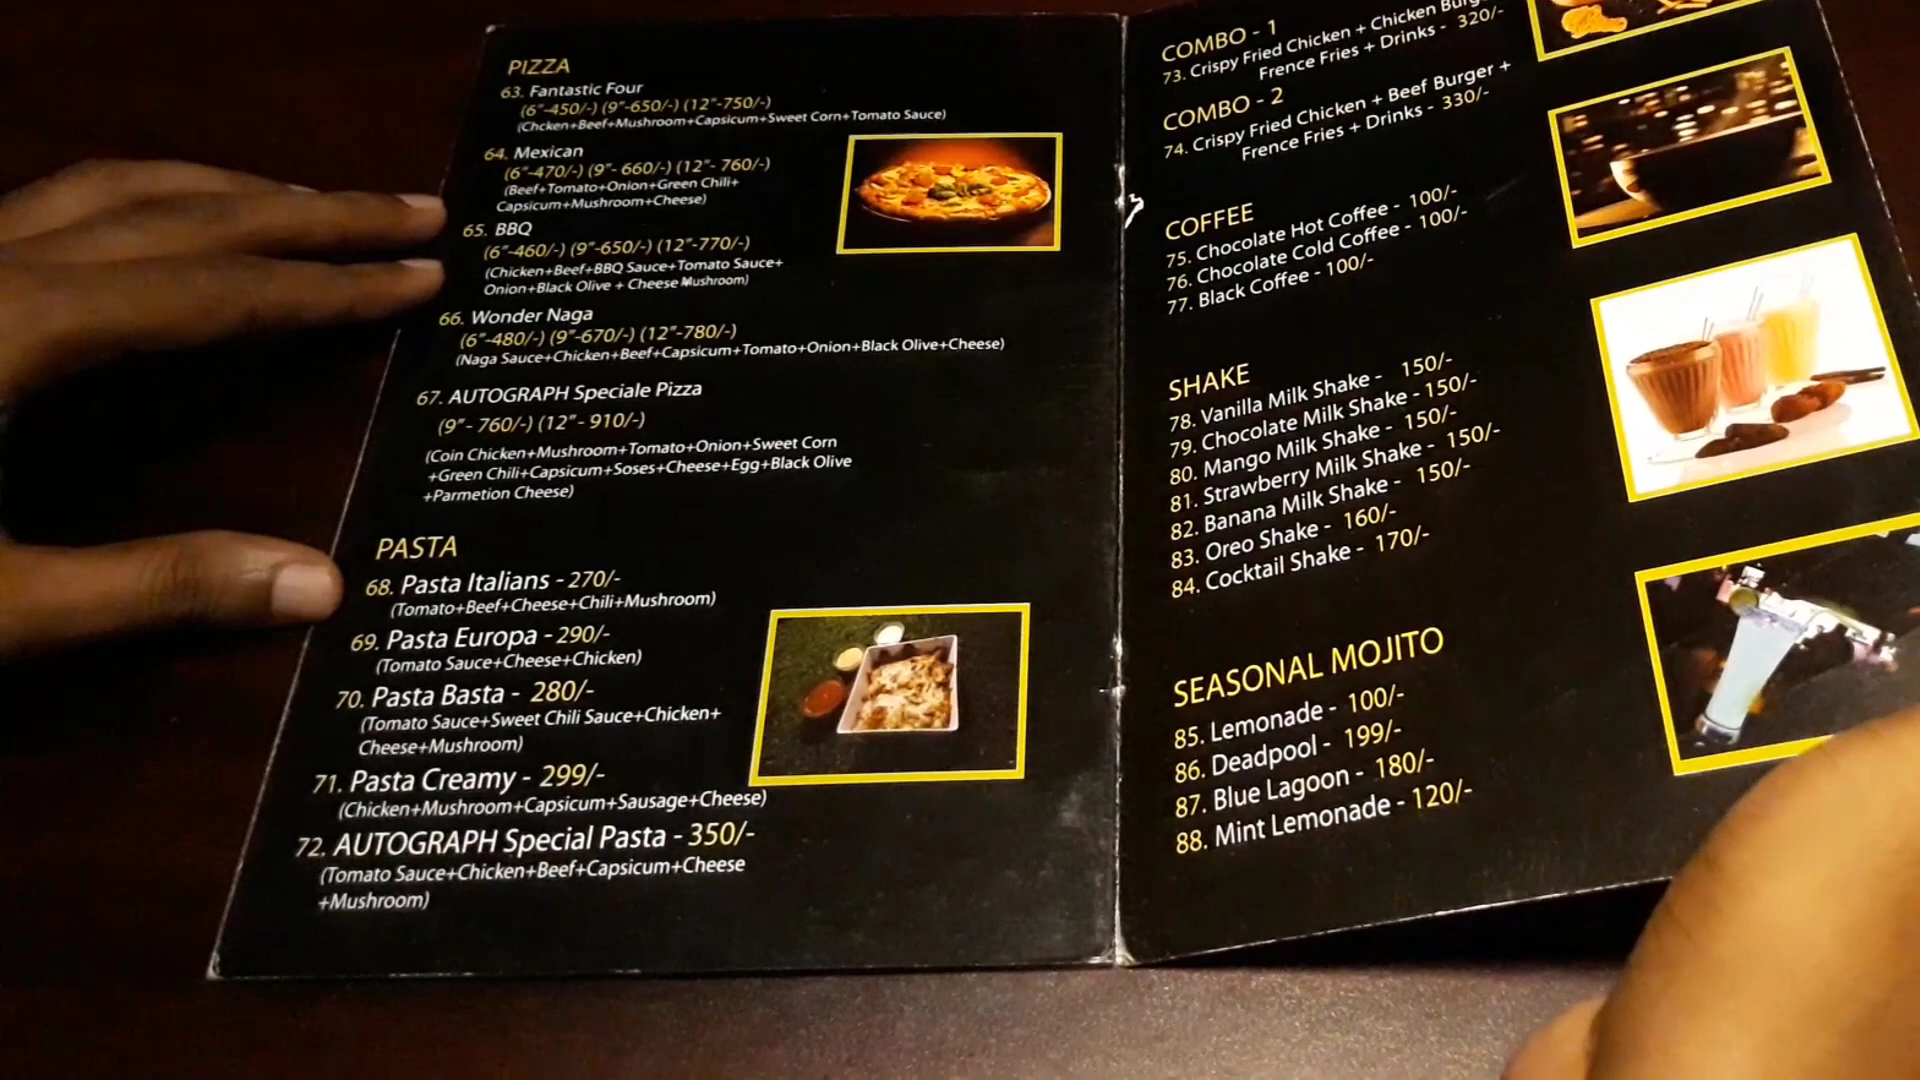 PIZZA
63. Fantastic Four
(6"-450/-) (9"-650/-) (12"-750/-)
(Chcken+Beef+Mushroom+Capsicum+Sweet Corn+Tomato Sauce)
64. Mexican
(6"-470/-) (9"- 660/-) (12"- 760/-)
(Beef+Tomato+Onion+Green Chili+
Capsicum+Mushroom+Cheese)
65. BBQ
(6"-460/-) (9"-650/-) (12"-770/-)
(Chicken+Beef+BBQ Sauce+Tomato Sauce+
Onion+Black Olive + Cheese Mushroom)
66. Wonder Naga
(6"-480/-) (9"-670/-) (12"-780/-)
(Naga Sauce+Chicken+Beef+Capsicum+Tomato+Onion+Black Olive+Cheese)
67. AUTOGRAPH Speciale Pizza
(9"- 760/-) (12"- 910/-)
(Coin Chicken+Mushroom+Tomato+Onion+Sweet Corn
+Green Chili+Capsicum+Soses+Cheese+Egg+Black Olive
+Parmetion Cheese)
PASTA
68. Pasta Italians - 270/-
(Tomato+Beef+Cheese+Chili+Mushroom)
69. Pasta Europa - 290/-
(Tomato Sauce+Cheese+Chicken)
70. Pasta Basta - 280/-
(Tomato Sauce+Sweet Chili Sauce+Chicken+
Cheese+Mushroom)
71. Pasta Creamy - 299/-
(Chicken+Mushroom+Capsicum+Sausage+Cheese)
72. AUTOGRAPH Special Pasta - 350/-
(Tomato Sauce+Chicken+Beef+Capsicum+Cheese
+Mushroom)
COMBO - 1
73. Crispy Fried Chicken + Chicken
Frence Fries + Drinks - 320/-
COMBO - 2
74. Crispy Fried Chicken + Beef Burger +
Frence Fries + Drinks - 330/-
COFFEE
75. Chocolate Hot Coffee - 100/-
76. Chocolate Cold Coffee - 100/-
77. Black Coffee - 100/-
SHAKE
78. Vanilla Milk Shake - 150/-
79. Chocolate Milk Shake - 150/-
80. Mango Milk Shake - 150/-
81. Strawberry Milk Shake - 150/-
82. Banana Milk Shake - 150/-
83. Oreo Shake - 160/-
84. Cocktail Shake - 170/-
SEASONAL MOJITO
85. Lemonade - 100/-
86. Deadpool - 199/-
87. Blue Lagoon - 180/-
88. Mint Lemonade - 120/-